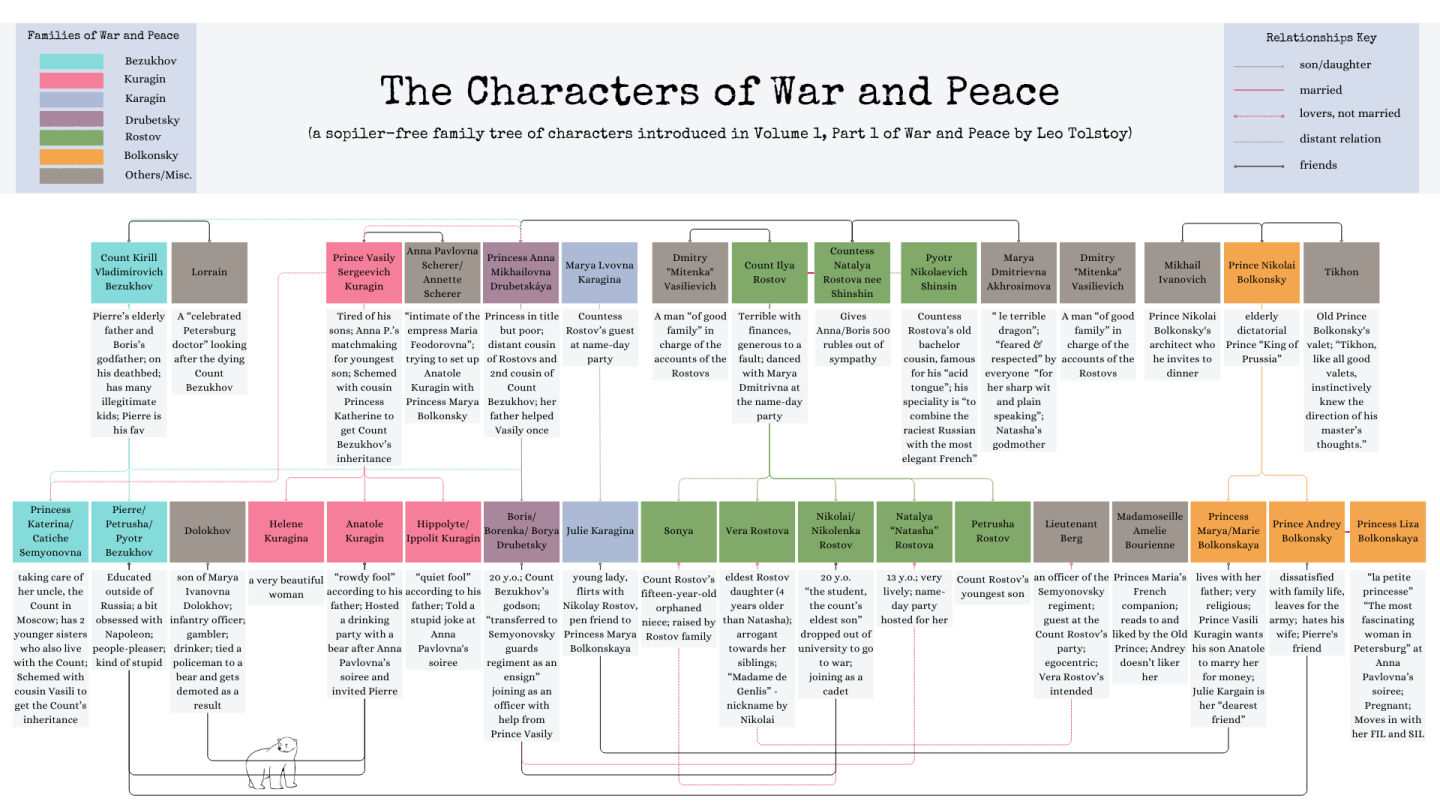 Families of War and Peace
Bezukhov
Kuragin
Karagin
Drubetsky
Rostov
Bolkonsky
Others/Misc.
The Characters of War and Peace
(a sopiler-free family tree of characters introduced in Volume 1, Part 1 of War and Peace by Leo Tolstoy)
Relationships Key
son/daughter
married
lovers, not married
distant relation
friends
Count Kirill
Vladimirovich
Bezukhov
Pierre's elderly
father and
Boris's
godfather; on
his deathbed;
has many
illegitimate
kids; Pierre is
his fav
Lorrain
A “celebrated
Petersburg
doctor” looking
after the dying
Count
Bezukhov
Prince Vasily
Sergeevich
Kuragin
Tired of his
sons; Anna P.'s
matchmaking
for youngest
son; Schemed
with cousin
Princess
Katherine to
get Count
Bezukhov's
inheritance
Anna Pavlovna
Scherer/
Annette
Scherer
“intimate of the
empress Maria
Feodorovna”;
trying to set up
Anatole
Kuragin with
Princess Marya
Bolkonsky
Princess Anna
Mikhailovna
Drubetskáya
Princess in title
but poor;
distant cousin
of Rostovs and
2nd cousin of
Count
Bezukhov; her
father helped
Vasily once
Marya Lvovna
Karagina
Countess
Rostov's guest
at name-day
party
Dmitry
"Mitenka"
Vasilievich
A man “of good
family” in
charge of the
accounts of the
Rostovs
Count Ilya
Rostov
Terrible with
finances,
generous to a
fault; danced
with Marya
Dmitrivna at
the name-day
party
Countess
Natalya
Rostova nee
Shinshin
Gives
Anna/Boris 500
rubles out of
sympathy
Pyotr
Nikolaevich
Shinsin
Countess
Rostova's old
bachelor
cousin, famous
for his “acid
tongue”; his
speciality is “to
combine the
raciest Russian
with the most
elegant French”
Marya
Dmitrievna
Akhrosimova
“ le terrible
dragon”;
“feared &
respected” by
everyone “for
her sharp wit
and plain
speaking”;
Natasha's
godmother
Dmitry
"Mitenka"
Vasilievich
A man “of good
family” in
charge of the
accounts of the
Rostovs
Mikhail
Ivanovich
Prince Nikolai
Bolkonsky's
architect who
he invites to
dinner
Prince Nikolai
Bolkonsky
elderly
dictatorial
Prince “King of
Prussia”
Tikhon
Old Prince
Bolkonsky's
valet; “Tikhon,
like all good
valets,
instinctively
knew the
direction of his
master's
thoughts.”
Princess
Katerina/
Catiche
Semyonovna
taking care of
her uncle, the
Count in
Moscow; has 2
younger sisters
who also live
with the Count;
Schemed with
cousin Vasili to
get the Count's
inheritance
Pierre/
Petrusha/
Pyotr
Bezukhov
Educated
outside of
Russia; a bit
obsessed with
Napoleon;
people-pleaser;
kind of stupid
Dolokhov
son of Marya
Ivanovna
Dolokhov;
infantry officer;
gambler;
drinker; tied a
policeman to a
bear and gets
demoted as a
result
Helene
Kuragina
a very beautiful
woman
Anatole
Kuragin
“rowdy fool”
according to his
father; Hosted
a drinking
party with a
bear after Anna
Pavlovna's
soiree and
invited Pierre
Hippolyte/
Ippolit Kuragin
“quiet fool”
according to his
father; Told a
stupid joke at
Anna
Pavlovna's
soiree
Boris/
Borenka/ Borya
Drubetsky
20 y.o.; Count
Bezukhov's
godson;
“transferred to
Semyonovsky
guards
regiment as an
ensign”
joining as an
officer with
help from
Prince Vasily
Julie Karagina
young lady,
flirts with
Nikolay Rostov,
pen friend to
Princess Marya
Bolkonskaya
Sonya
Count Rostov's
fifteen-year-old
orphaned
niece; raised by
Rostov family
Vera Rostova
eldest Rostov
daughter (4
years older
than Natasha);
arrogant
towards her
siblings;
“Madame de
Genlis” -
nickname by
Nikolai
Nikolai/
Nikolenka
Rostov
20 y.o.
“the student,
the count's
eldest son”
dropped out of
university to go
to war;
joining as a
cadet
Natalya
“Natasha”
Rostova
13 y.o.; very
lively; name-
day party
hosted for her
Petrusha
Rostov
Count Rostov's
youngest son
Lieutenant
Berg
an officer of the
Semyonovsky
regiment;
guest at the
Count Rostov's
party;
egocentric;
Vera Rostov's
intended
Madamoseille
Amelie
Bourienne
Princes Maria's
French
companion;
reads to and
liked by the Old
Prince; Andrey
doesn't liker
her
Princess
Marya/Marie
Bolkonskaya
lives with her
father; very
religious;
Prince Vasili
Kuragin wants
his son Anatole
to marry her
for money;
Julie Kargain is
her “dearest
friend”
Prince Andrey
Bolkonsky
dissatisfied
with family life,
leaves for the
army; hates his
wife; Pierre's
friend
Princess Liza
Bolkonskaya
“la petite
princesse”
“The most
fascinating
woman in
Petersburg” at
Anna
Pavlovna's
soiree;
Pregnant;
Moves in with
her FIL and SIL